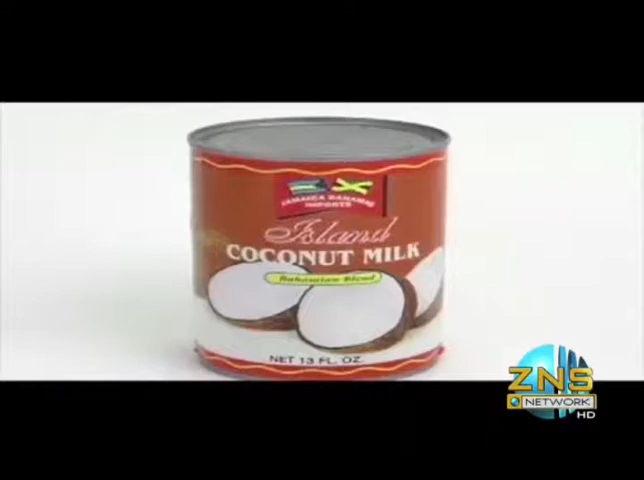 JAMAICA BAHAMAS
IMPORTS
Island
COCONUT MILK
Bahamian Blend
NET 13 FL. OZ.
ZNS
NETWORK
HD